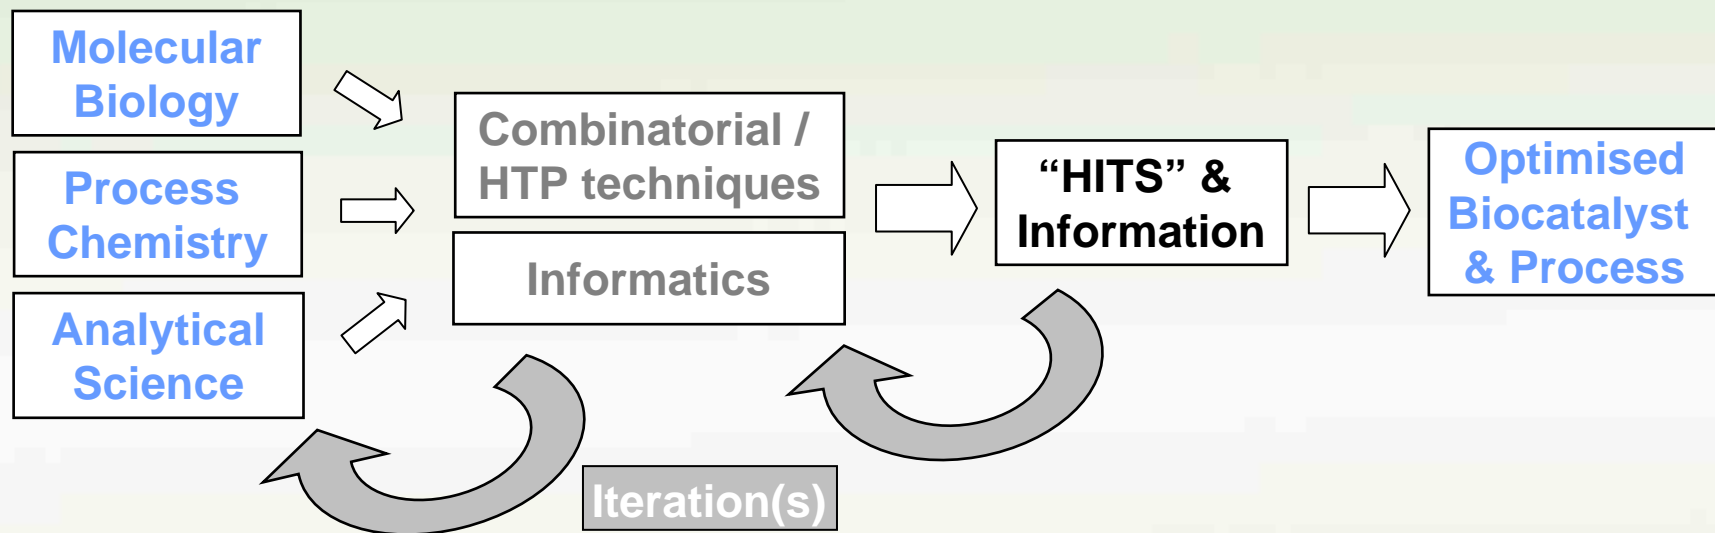 Molecular
Biology
Process
Chemistry
Analytical
Science
Combinatorial /
HTP techniques
Informatics
“HITS” &
Information
Optimised
Biocatalyst
& Process
Iteration(s)